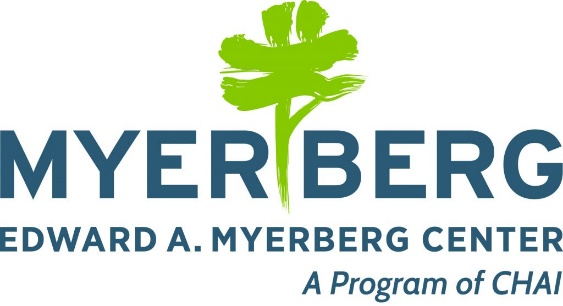 MYERBERG
EDWARD A. MYERBERG CENTER
A Program of CHAI